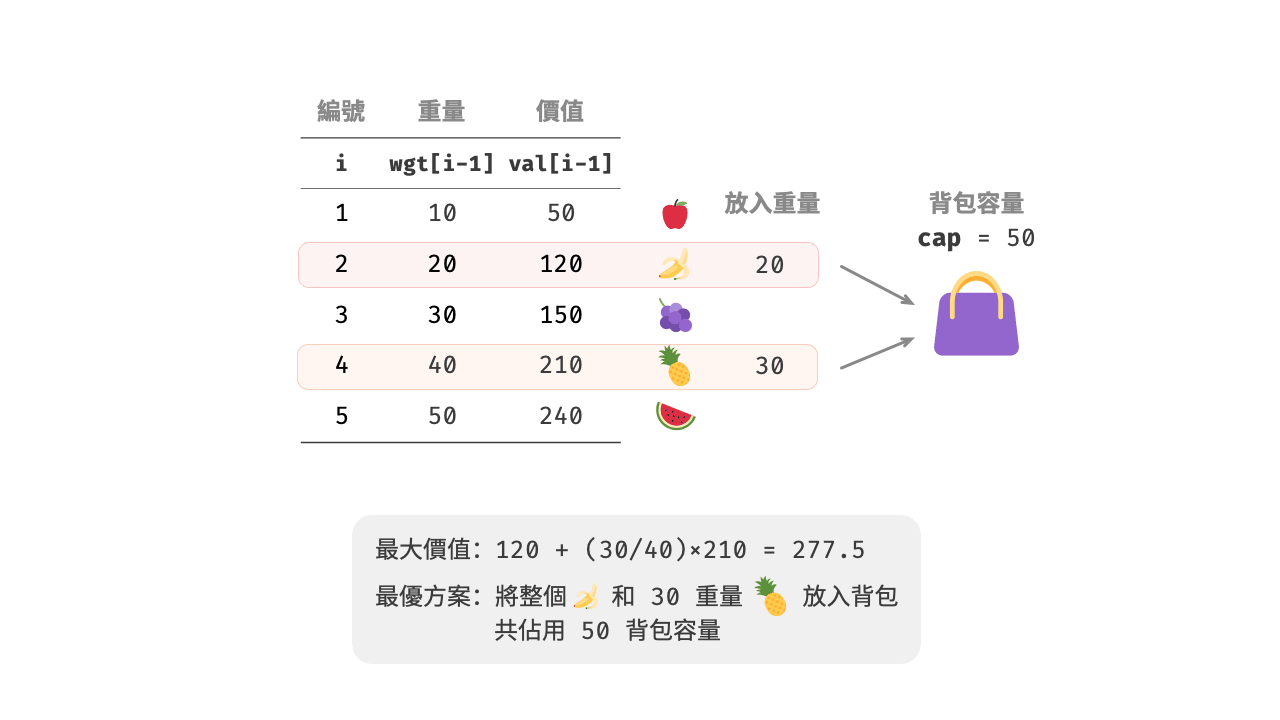 編號 重量 價值
i wgt[i-1] val[i-1]
1 10 50
放入重量
背包容量
cap = 50
2 20 120 20
3 30 150
4 40 210 30
5 50 240
最大價值：120 + (30/40)×210 = 277.5
最優方案：將整個 和 30 重量 放入背包
共佔用 50 背包容量